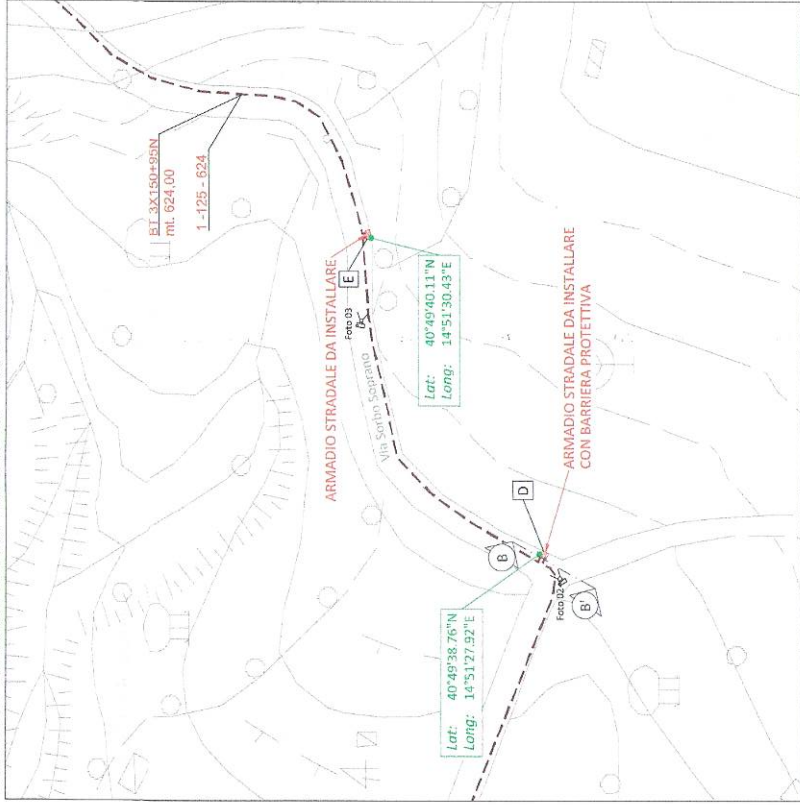 BT 3X150+95N
mt. 624,00
1 -125 - 624
ARMADIO STRADALE DA INSTALLARE
E
Foto 03
Via Sorbo Soprano
Lat: 40°49'40.11"N
Long: 14°51'30.43"E
ARMADIO STRADALE DA INSTALLARE
CON BARRIERA PROTETTIVA
D
B
Foto 02
B'
Lat: 40°49'38.76"N
Long: 14°51'27.92"E